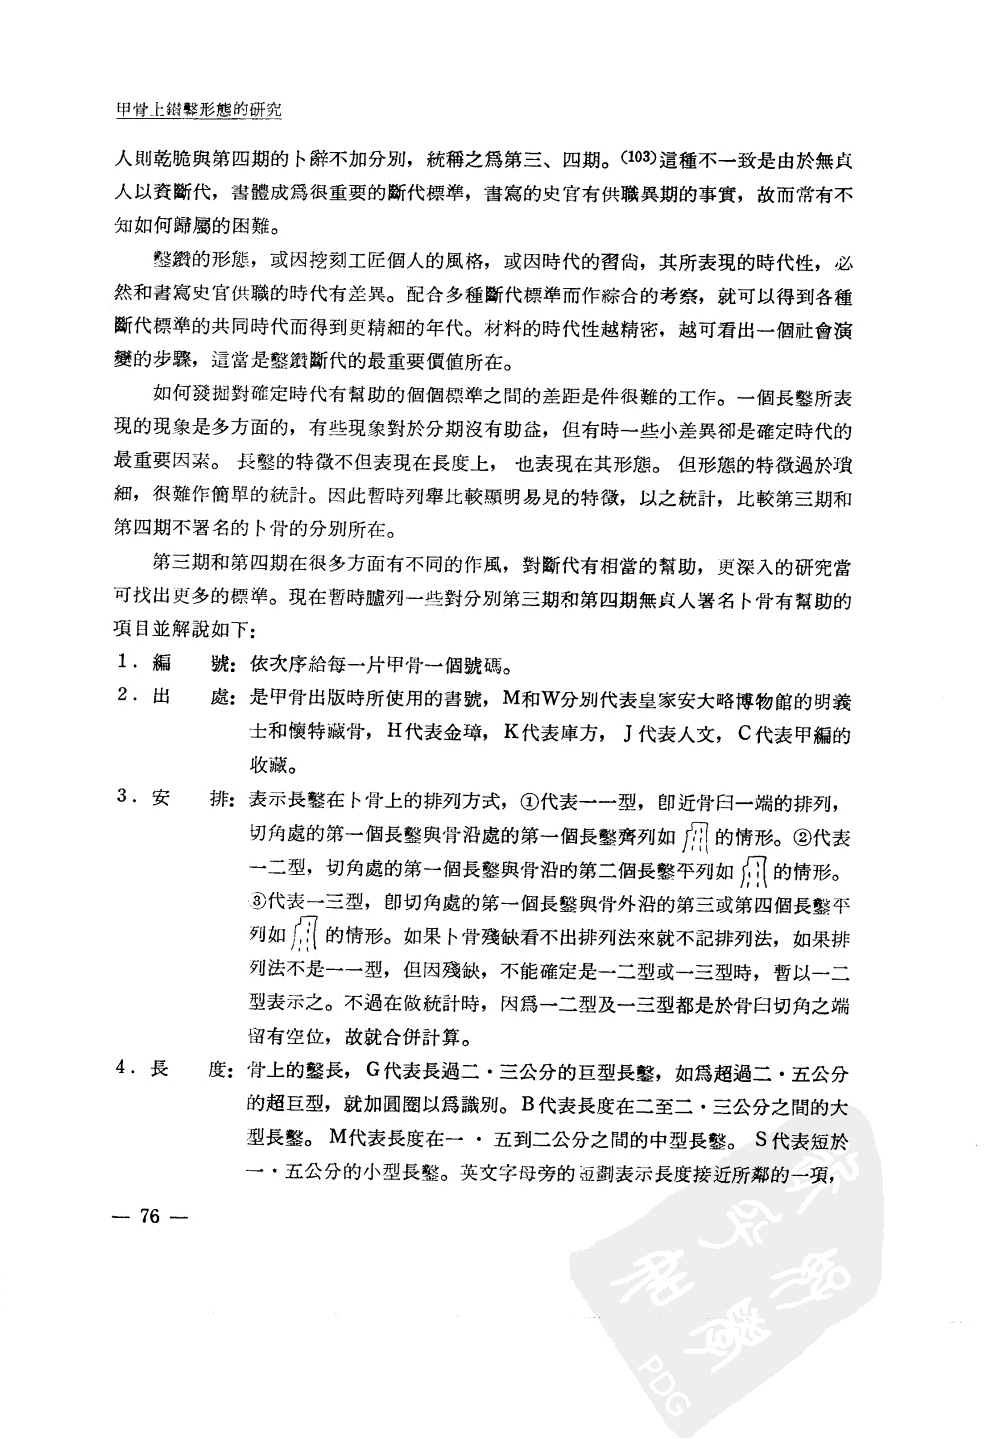 甲骨上鑽鑿形態的研究
人則乾脆與第四期的卜辭不加分別，統稱之爲第三、四期。(103)這種不一致是由於無貞
人以資斷代，書體成爲很重要的斷代標準，書寫的史官有供職異期的事實，故而常有不
知如何歸屬的困難。
鑿鑽的形態，或因挖刻工匠個人的風格，或因時代的習尙，其所表現的時代性，必
然和書寫史官供職的時代有差異。配合多種斷代標準而作綜合的考察，就可以得到各種
斷代標準的共同時代而得到更精細的年代。材料的時代性越精密，越可看出一個社會演
變的步驟，這當是鑿鑽斷代的最重要價値所在。
如何發掘對確定時代有幫助的個個標準之間的差距是件很難的工作。一個長鑿所表
現的現象是多方面的，有些現象對於分期沒有助益，但有時一些小差異卻是確定時代的
最重要因素。長鑿的特徵不但表現在長度上，也表現在其形態。但形態的特徵過於瑣
細，很難作簡單的統計。因此暫時列舉比較顯明易見的特徵，以之統計，比較第三期和
第四期不署名的卜骨的分別所在。
第三期和第四期在很多方面有不同的作風，對斷代有相當的幫助，更深入的研究當
可找出更多的標準。現在暫時臚列一些對分別第三期和第四期無貞人署名卜骨有幫助的
項目並解說如下：
1．編　號：依次序給每一片甲骨一個號碼。
2．出　處：是甲骨出版時所使用的書號，M和W分別代表皇家安大略博物館的明義
士和懷特藏骨，H代表金璋，K代表庫方，J代表人文，C代表甲編的
收藏。
3．安　排：表示長鑿在卜骨上的排列方式，①代表一一型，卽近骨臼一端的排列，
切角處的第一個長鑿與骨沿處的第一個長鑿齊列如 的情形。②代表
一二型，切角處的第一個長鑿與骨沿的第二個長鑿平列如 的情形。
③代表一三型，卽切角處的第一個長鑿與骨外沿的第三或第四個長鑿平
列如 的情形。如果卜骨殘缺看不出排列法來就不記排列法，如果排
列法不是一一型，但因殘缺，不能確定是一二型或一三型時，暫以一二
型表示之。不過在做統計時，因爲一二型及一三型都是於骨臼切角之端
留有空位，故就合併計算。
4．長　度：骨上的鑿長，G代表長過二・三公分的巨型長鑿，如爲超過二・五公分
的超巨型，就加圓圈以爲識別。B代表長度在二至二・三公分之間的大
型長鑿。M代表長度在一・五到二公分之間的中型長鑿。S代表短於
一・五公分的小型長鑿。英文字母旁的短劃表示長度接近所鄰的一項，
— 76 —
PDG